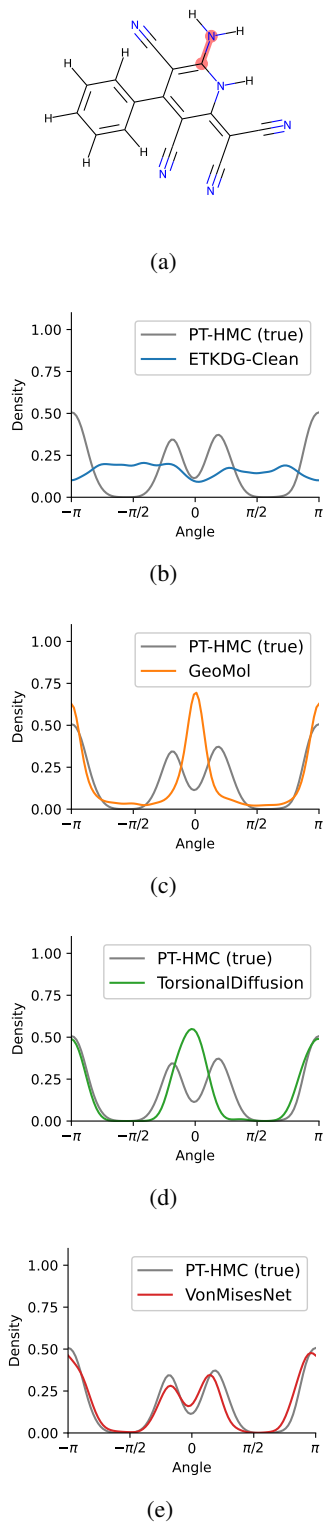 H
H
N
N
H
N
H
H
H
H
H
N
N
N
(a)
1.00
0.75
0.50
0.25
0.00
Density
PT-HMC (true)
ETKDG-Clean
−π
−π/2
0
π/2
π
Angle
(b)
1.00
0.75
0.50
0.25
0.00
Density
PT-HMC (true)
GeoMol
−π
−π/2
0
π/2
π
Angle
(c)
1.00
0.75
0.50
0.25
0.00
Density
PT-HMC (true)
TorsionalDiffusion
−π
−π/2
0
π/2
π
Angle
(d)
1.00
0.75
0.50
0.25
0.00
Density
PT-HMC (true)
VonMisesNet
−π
−π/2
0
π/2
π
Angle
(e)